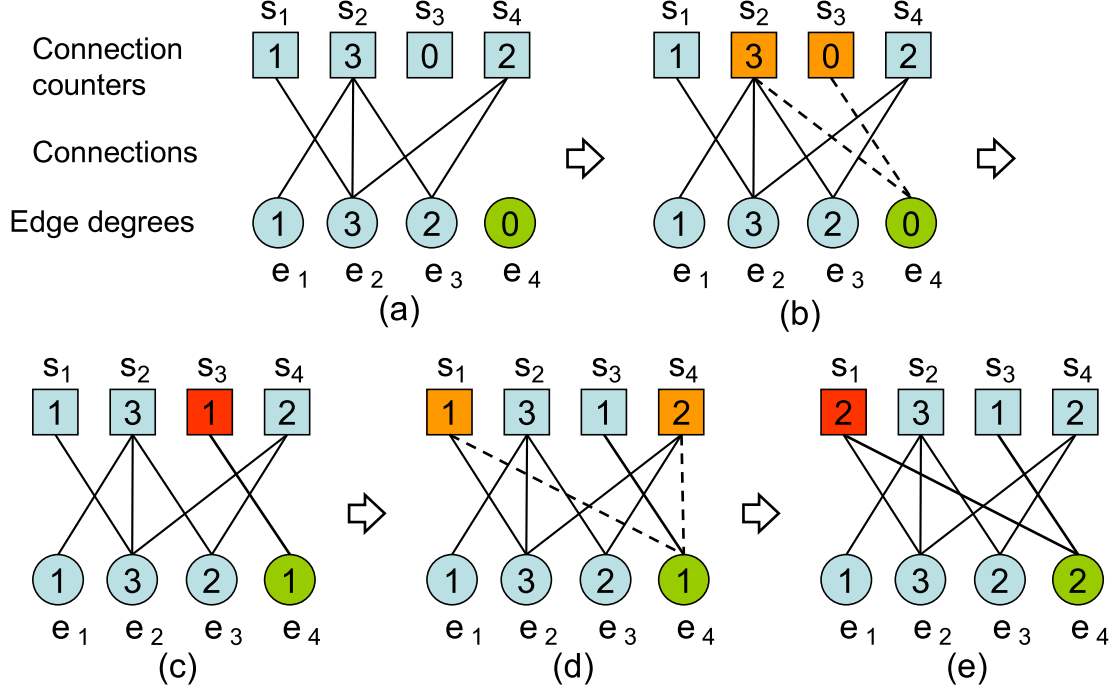 s1 s2 s3 s4 s1 s2 s3 s4
Connection
counters
1 3 0 2 1 3 0 2
Connections
Edge degrees 1 3 2 0 1 3 2 0
e1 e2 e3 e4 e1 e2 e3 e4
(a) (b)
s1 s2 s3 s4 s1 s2 s3 s4 s1 s2 s3 s4
1 3 1 2 1 3 1 2 2 3 1 2
1 3 2 1 1 3 2 1 1 3 2 2
e1 e2 e3 e4 e1 e2 e3 e4 e1 e2 e3 e4
(c) (d) (e)